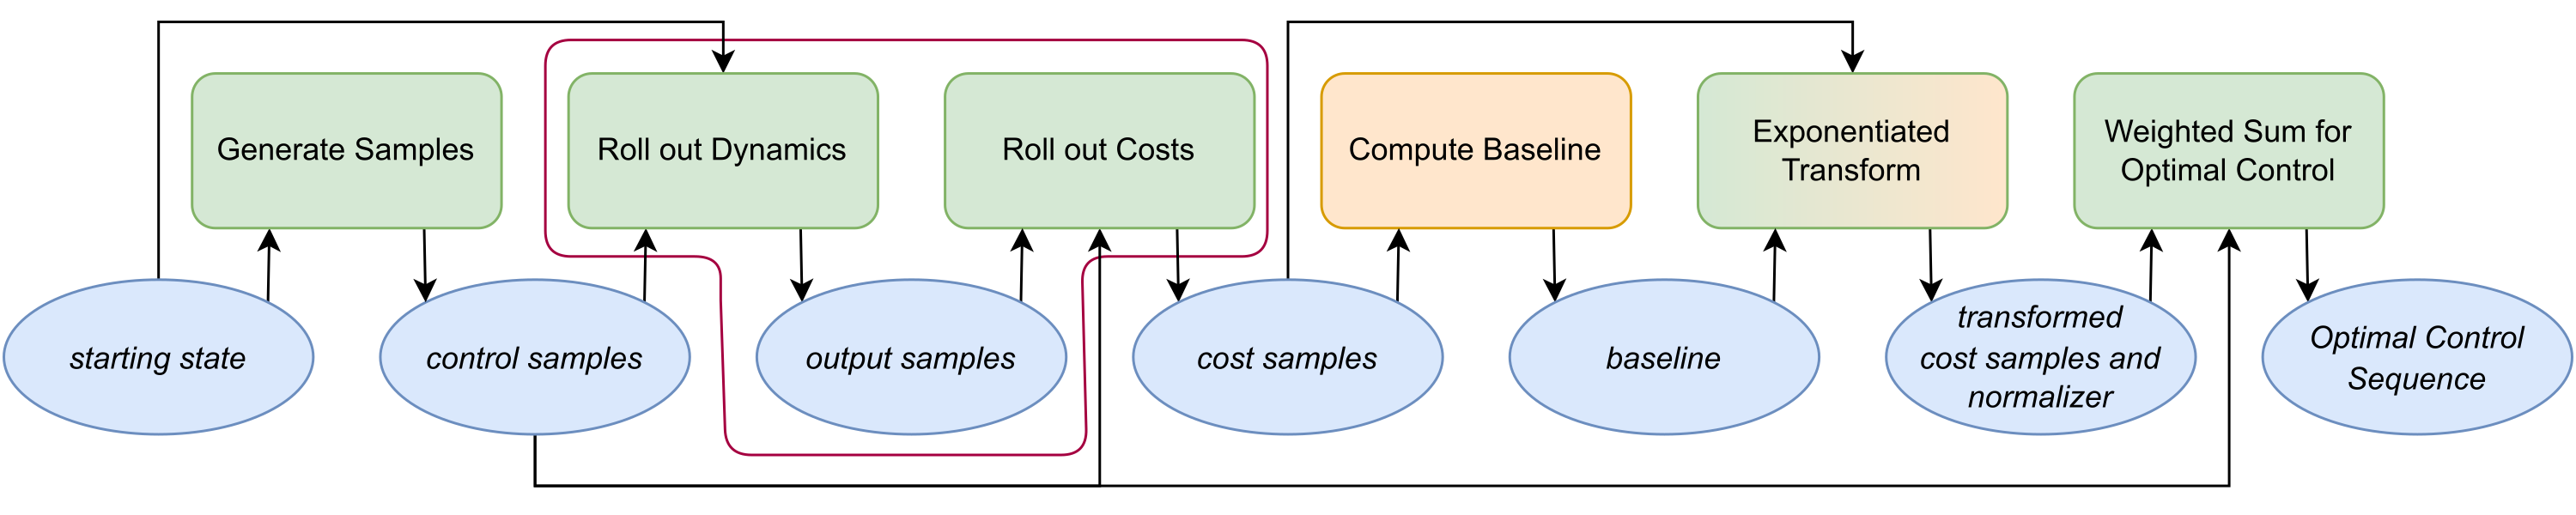 Generate Samples
Roll out Dynamics
Roll out Costs
Compute Baseline
Exponentiated
Transform
Weighted Sum for
Optimal Control
starting state
control samples
output samples
cost samples
baseline
transformed
cost samples and
normalizer
Optimal Control
Sequence